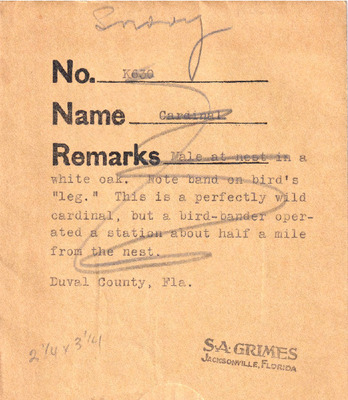 Snowy
No. K630
Name Cardinal
Remarks Male at nest in a
white oak. Note band on bird's
"leg." This is a perfectly wild
cardinal, but a bird-bander oper-
ated a station about half a mile
from the nest.
Duval County, Fla.
2 1/4 x 3 1/4
S.A. GRIMES
JACKSONVILLE, FLORIDA